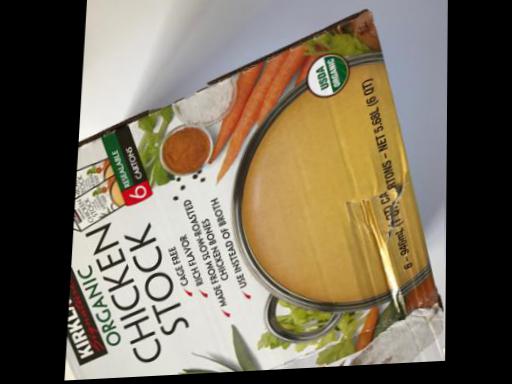 KIRKLAND
Signature
ORGANIC
CHICKEN
STOCK
CAGE FREE
RICH FLAVOR
MADE FROM SLOW-ROASTED
CHICKEN BONES
USE INSTEAD OF BROTH
6 RESEALABLE
CARTONS
USDA
ORGANIC
NET 5.68L (6 QT)